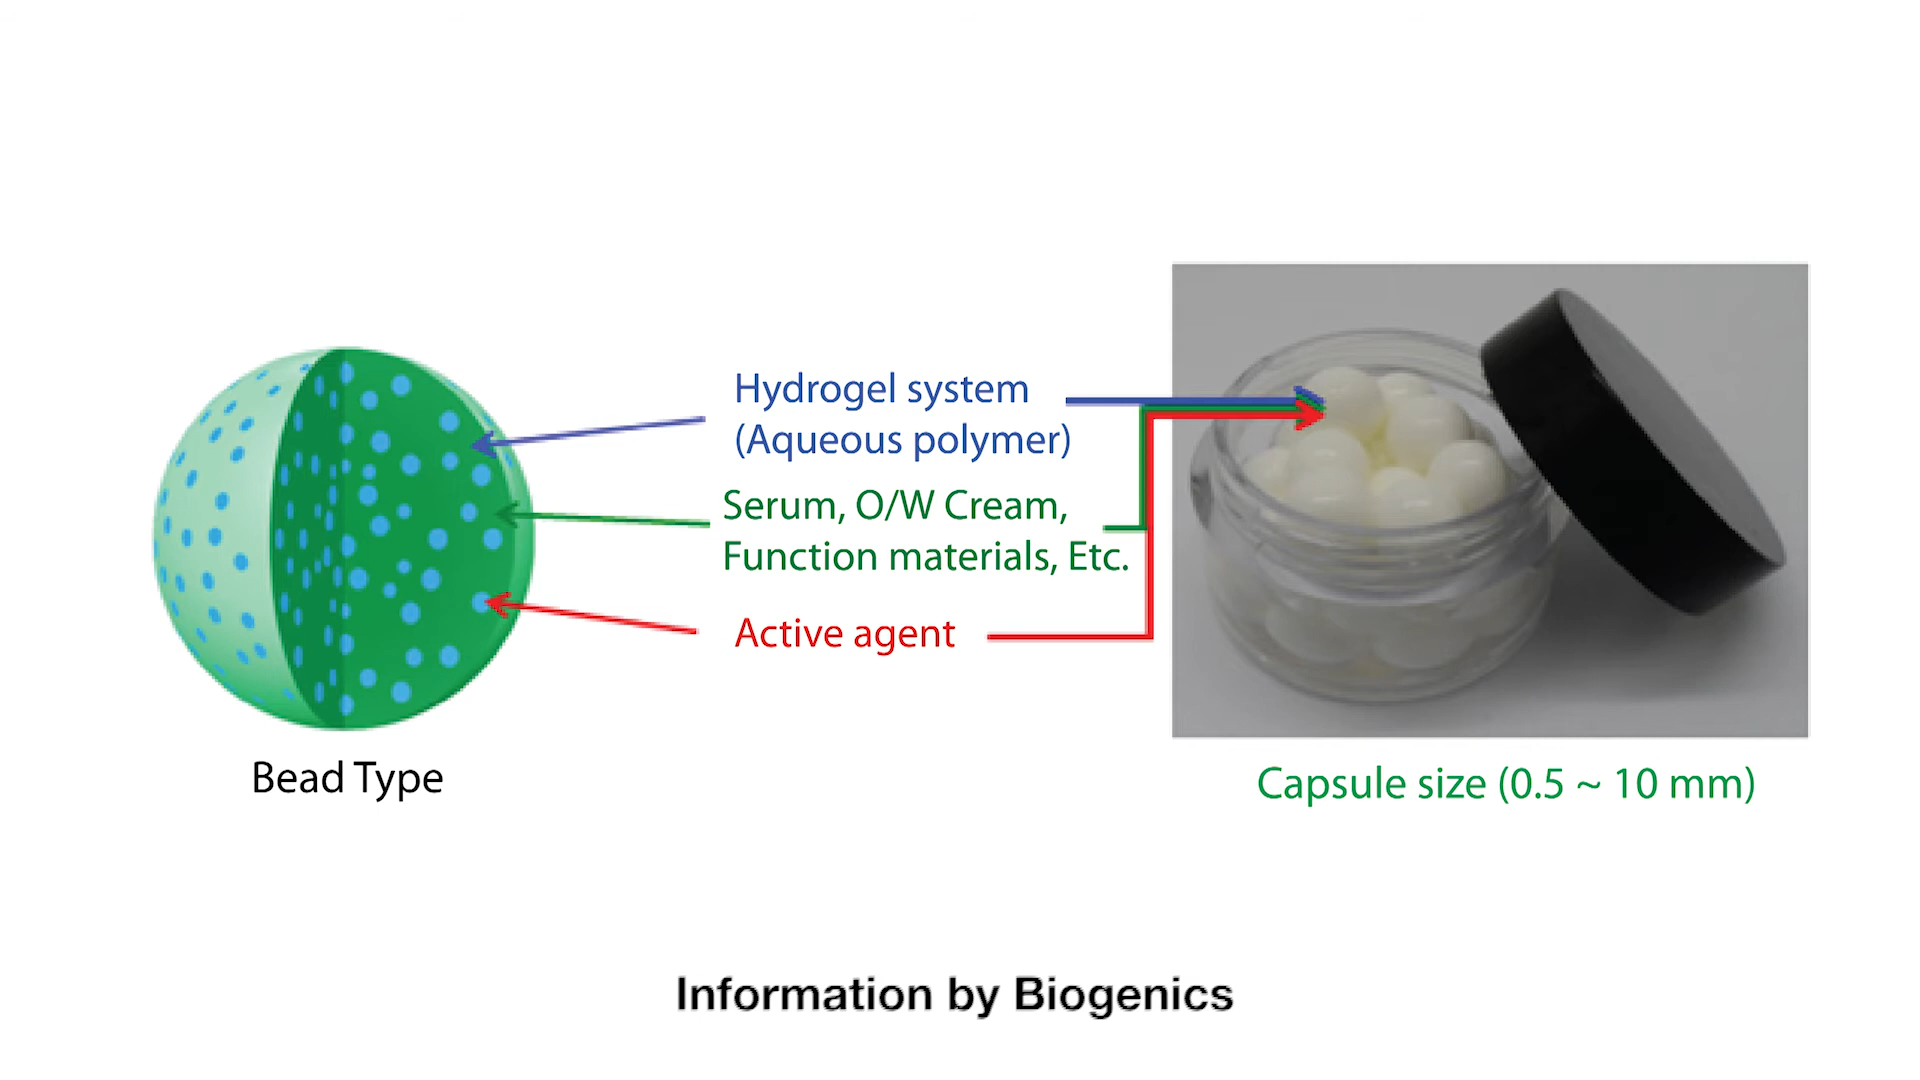 Hydrogel system
(Aqueous polymer)
Serum, O/W Cream,
Function materials, Etc.
Active agent
Bead Type
Capsule size (0.5 ~ 10 mm)
Information by Biogenics